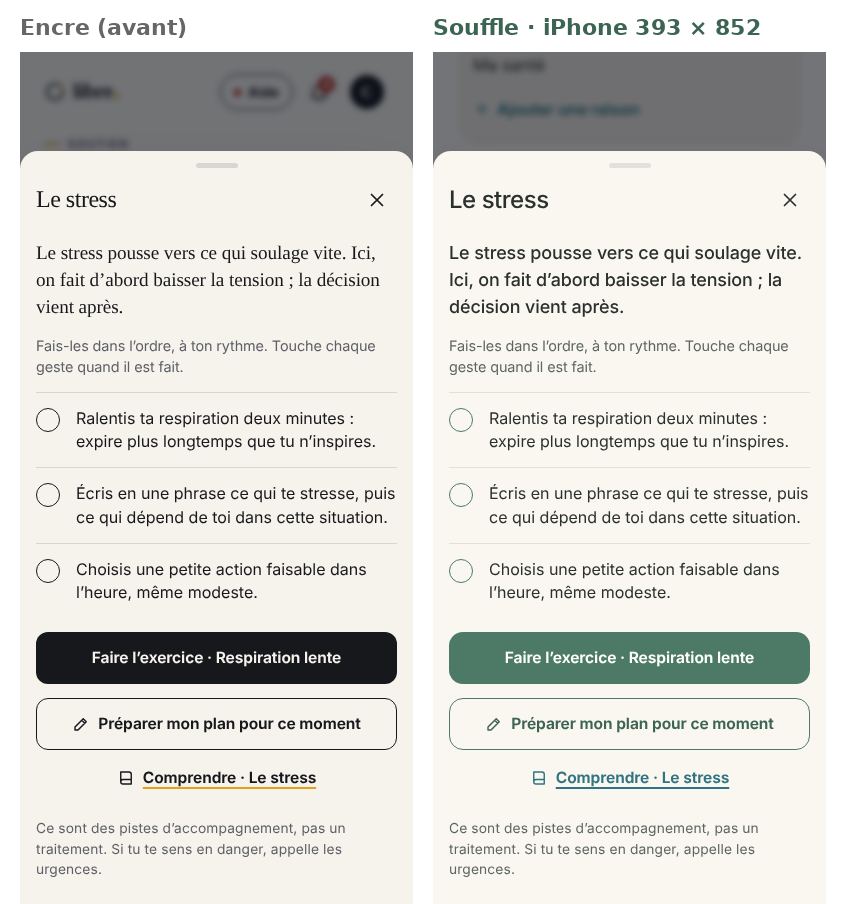 Encre (avant)
libre.
Aide
SOUTIEN
Le stress
Le stress pousse vers ce qui soulage vite. Ici,
on fait d’abord baisser la tension ; la décision
vient après.
Fais-les dans l’ordre, à ton rythme. Touche chaque
geste quand il est fait.
Ralentis ta respiration deux minutes :
expire plus longtemps que tu n’inspires.
Écris en une phrase ce qui te stresse, puis
ce qui dépend de toi dans cette situation.
Choisis une petite action faisable dans
l’heure, même modeste.
Faire l’exercice · Respiration lente
Préparer mon plan pour ce moment
Comprendre · Le stress
Ce sont des pistes d’accompagnement, pas un
traitement. Si tu te sens en danger, appelle les
urgences.
Souffle · iPhone 393 × 852
Ma santé
+ Ajouter une raison
Le stress
Le stress pousse vers ce qui soulage vite.
Ici, on fait d’abord baisser la tension ; la
décision vient après.
Fais-les dans l’ordre, à ton rythme. Touche chaque
geste quand il est fait.
Ralentis ta respiration deux minutes :
expire plus longtemps que tu n’inspires.
Écris en une phrase ce qui te stresse, puis
ce qui dépend de toi dans cette situation.
Choisis une petite action faisable dans
l’heure, même modeste.
Faire l’exercice · Respiration lente
Préparer mon plan pour ce moment
Comprendre · Le stress
Ce sont des pistes d’accompagnement, pas un
traitement. Si tu te sens en danger, appelle les
urgences.